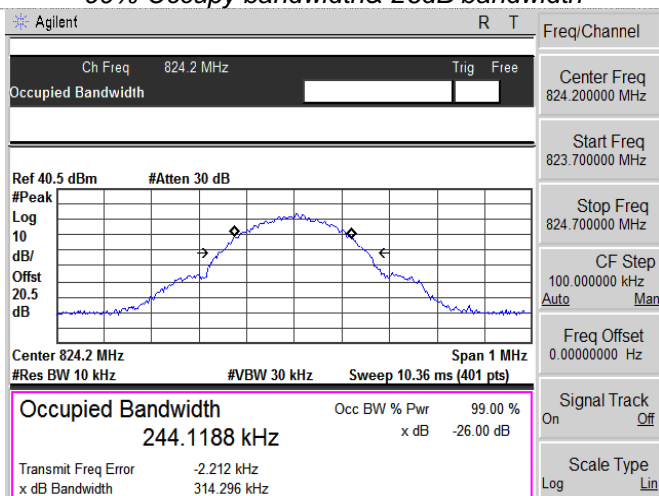 99% Occupy bandwidth& 26dB bandwidth
Agilent R T
Ch Freq 824.2 MHz Trig Free
Occupied Bandwidth
Ref 40.5 dBm #Atten 30 dB
#Peak
Log
10
dB/
Offst
20.5
dB
Center 824.2 MHz Span 1 MHz
#Res BW 10 kHz #VBW 30 kHz Sweep 10.36 ms (401 pts)
Occupied Bandwidth Occ BW % Pwr 99.00 %
244.1188 kHz x dB -26.00 dB
Transmit Freq Error -2.212 kHz
x dB Bandwidth 314.296 kHz
Freq/Channel
Center Freq
824.200000 MHz
Start Freq
823.700000 MHz
Stop Freq
824.700000 MHz
CF Step
100.000000 kHz
Auto Man
Freq Offset
0.00000000 Hz
Signal Track
On Off
Scale Type
Log Lin